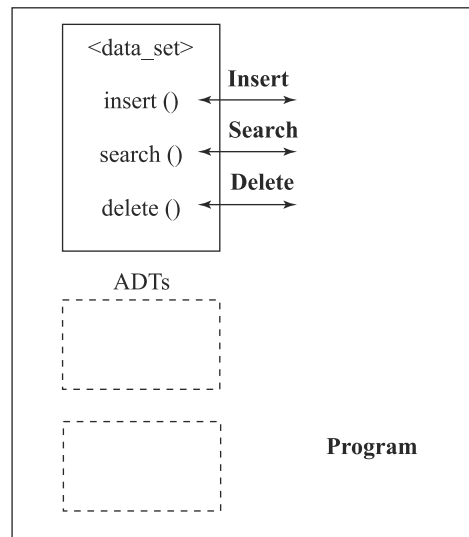 <data_set>
insert () Insert
search () Search
delete () Delete
ADTs
Program